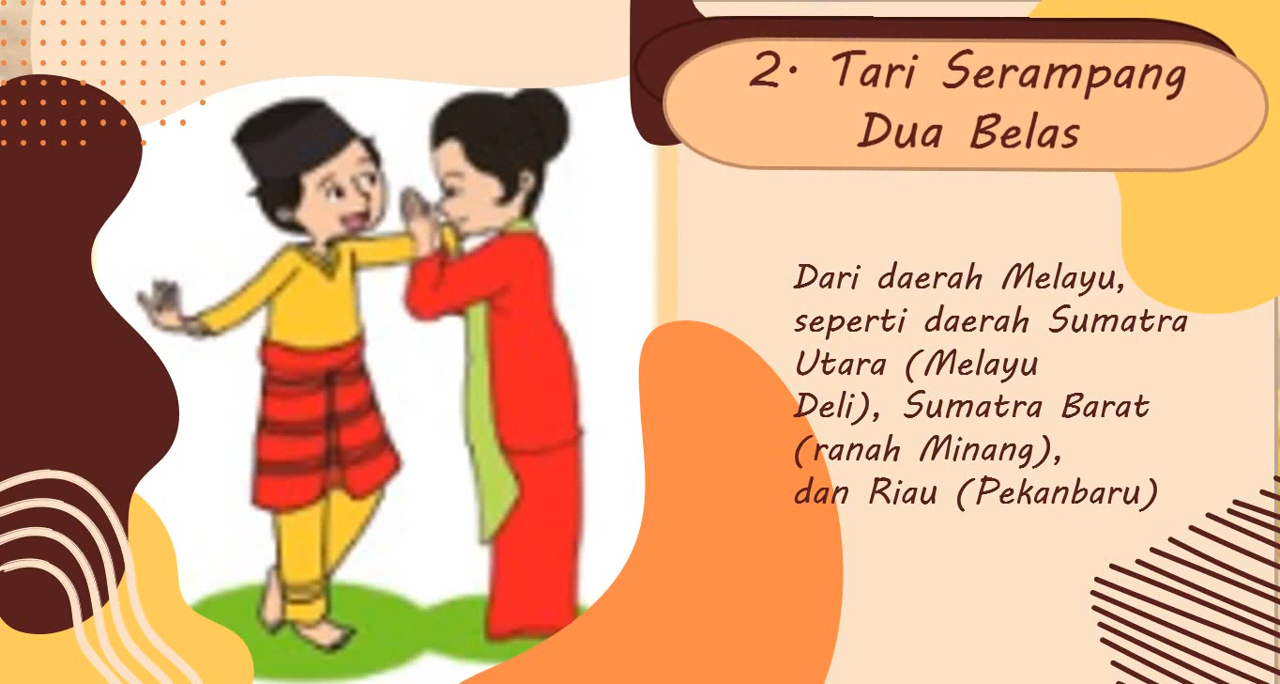 2. Tari Serampang
Dua Belas
Dari daerah Melayu,
seperti daerah Sumatra
Utara (Melayu
Deli), Sumatra Barat
(ranah Minang),
dan Riau (Pekanbaru)